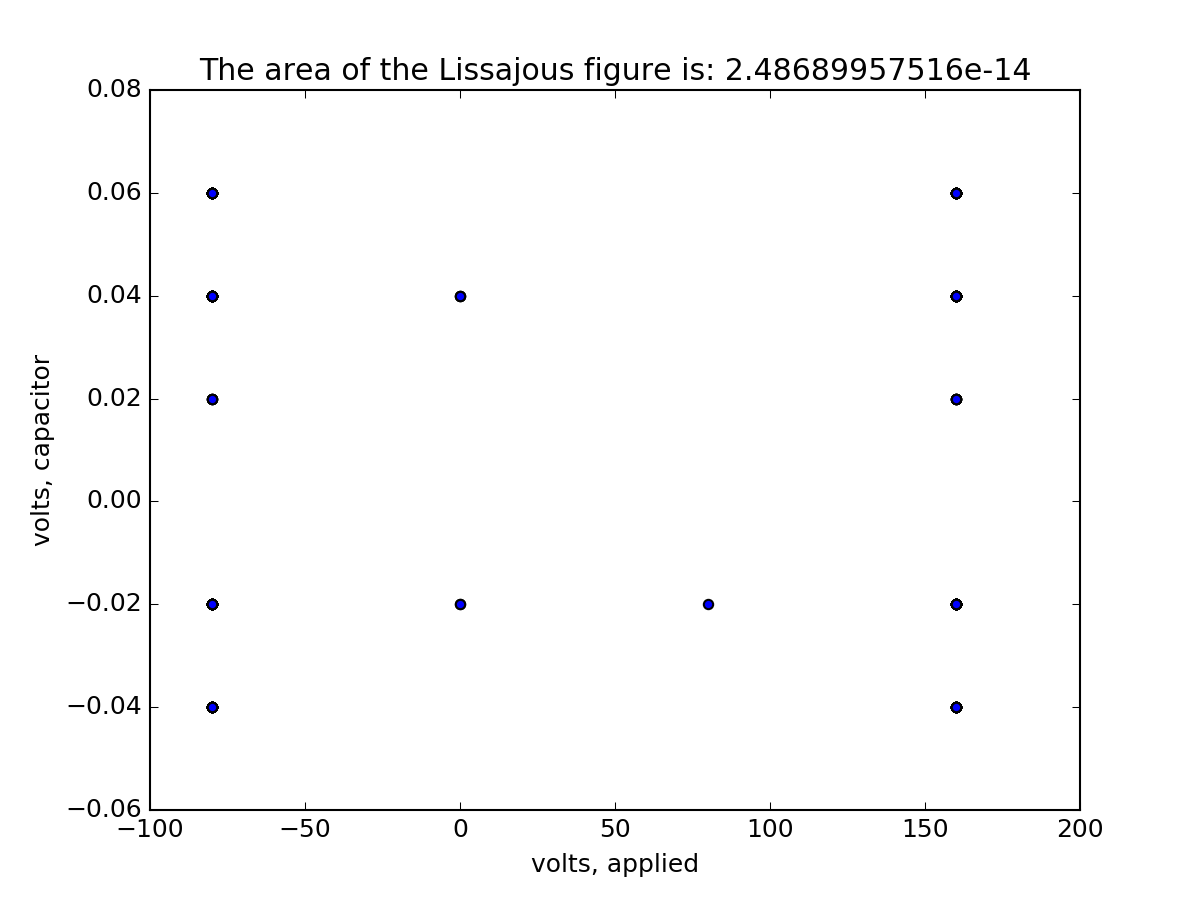 The area of the Lissajous figure is: 2.48689957516e-14
0.08
0.06
0.04
0.02
0.00
−0.02
−0.04
−0.06
volts, capacitor
−100 −50 0 50 100 150 200
volts, applied